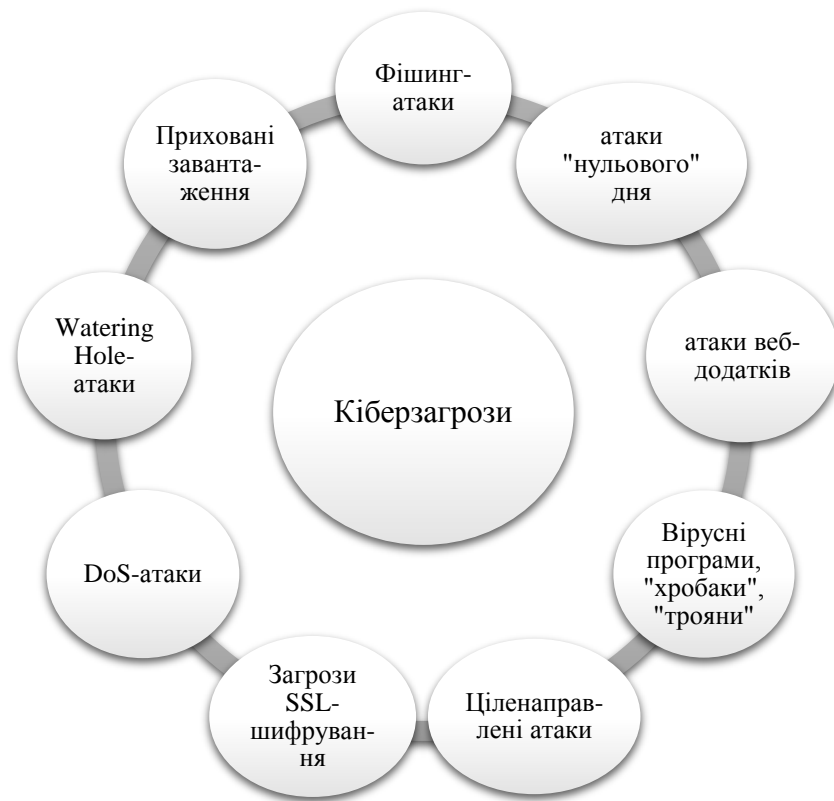 Фішинг-
атаки
атаки
"нульового"
дня
атаки веб-
додатків
Вірусні
програми,
"хробаки",
"трояни"
Ціленаправ-
лені атаки
Загрози
SSL-
шифруван-
ня
DoS-атаки
Watering
Hole-
атаки
Приховані
заванта-
ження
Кіберзагрози